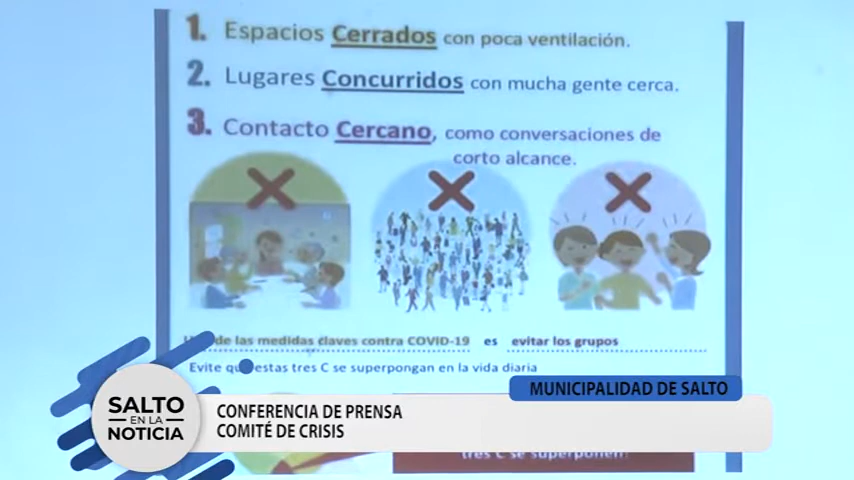 1. Espacios Cerrados con poca ventilación.
2. Lugares Concurridos con mucha gente cerca.
3. Contacto Cercano, como conversaciones de
corto alcance.
de las medidas claves contra COVID-19 es evitar los grupos
Evite que estas tres C se superpongan en la vida diaria
MUNICIPALIDAD DE SALTO
SALTO
EN LA
NOTICIA
CONFERENCIA DE PRENSA
COMITÉ DE CRISIS
tres C se superponen!